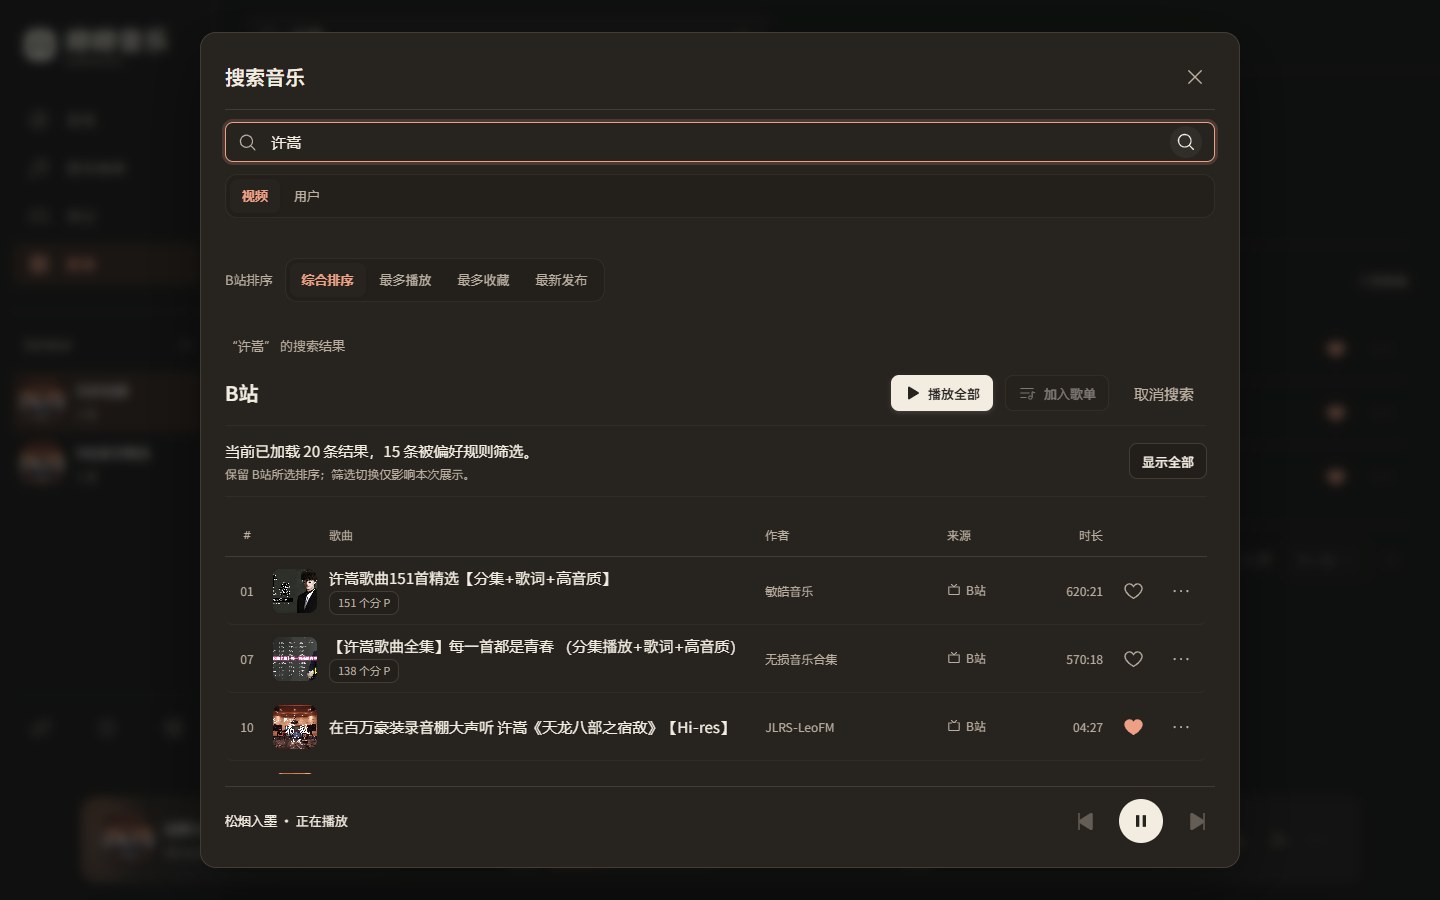 搜索音乐
许嵩
视频 用户
B站排序 综合排序 最多播放 最多收藏 最新发布
“许嵩” 的搜索结果
B站 播放全部 加入歌单 取消搜索
当前已加载 20 条结果，15 条被偏好规则筛选。
保留 B站所选排序；筛选切换仅影响本次展示。
显示全部
# 歌曲 作者 来源 时长
01 许嵩歌曲151首精选【分集+歌词+高音质】 敏皓音乐 B站 620:21
151 个分 P
07 【许嵩歌曲全集】每一首都是青春 （分集播放+歌词+高音质) 无损音乐合集 B站 570:18
138 个分 P
10 在百万豪装录音棚大声听 许嵩《天龙八部之宿敌》【Hi-res】 JLRS-LeoFM B站 04:27
松烟入墨 · 正在播放